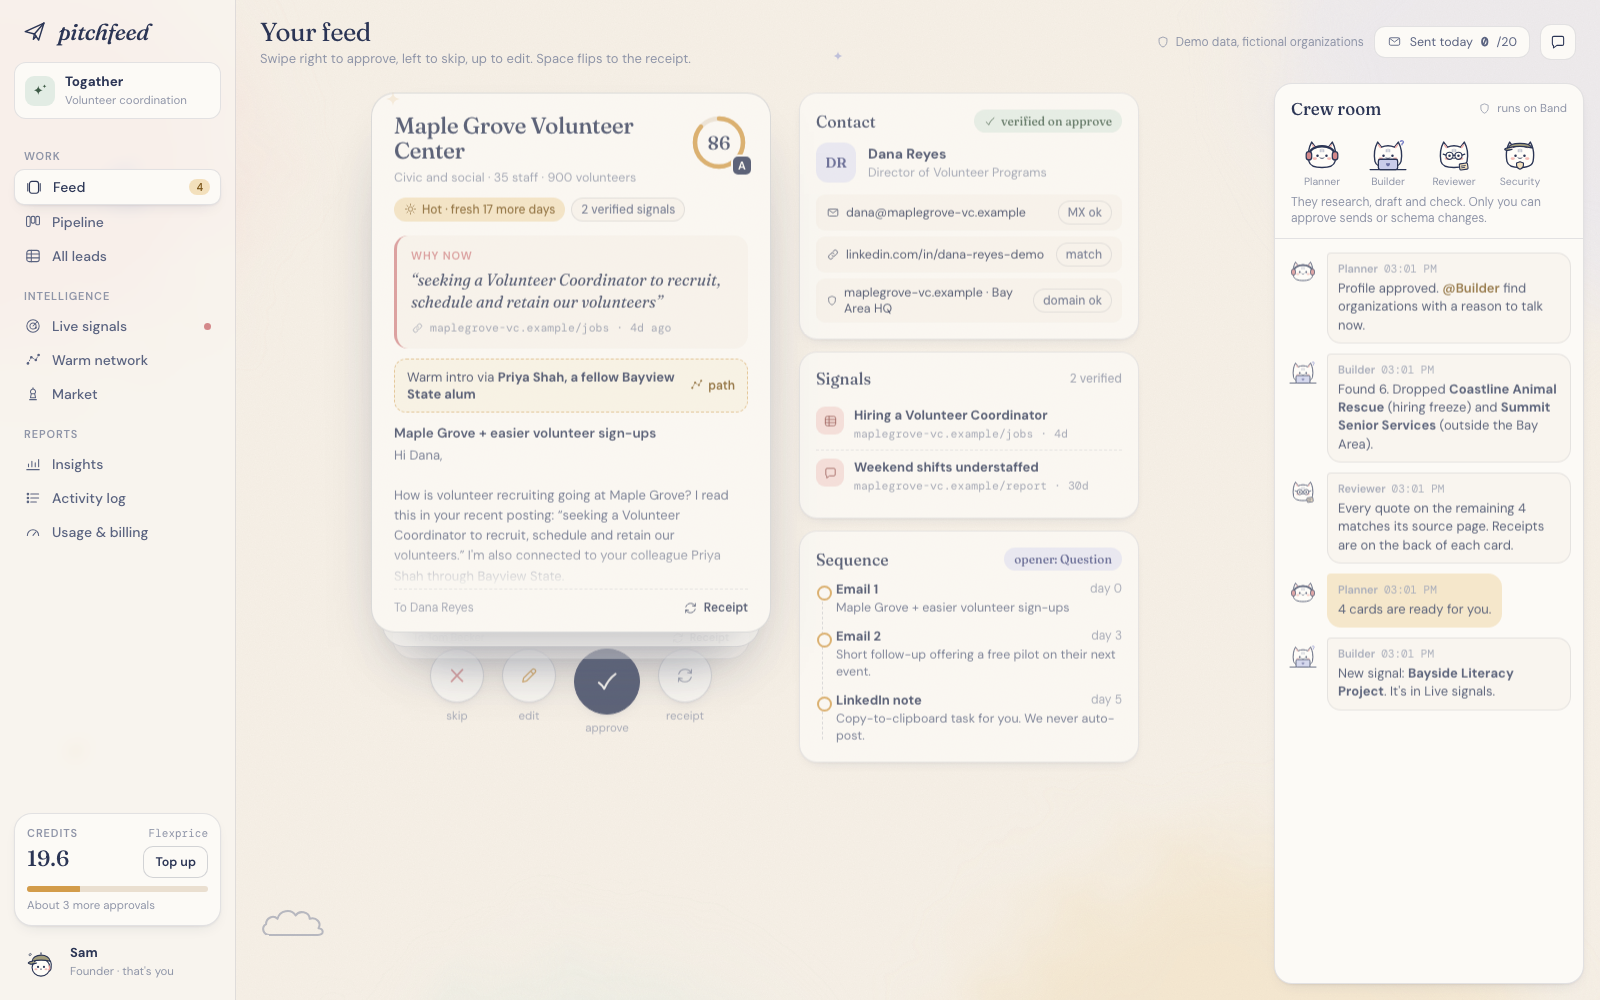 pitchfeed
Togather
Volunteer coordination
WORK
Feed
4
Pipeline
All leads
INTELLIGENCE
Live signals
Warm network
Market
REPORTS
Insights
Activity log
Usage & billing
CREDITS
Flexprice
19.6
Top up
About 3 more approvals
Sam
Founder · that's you
Your feed
Swipe right to approve, left to skip, up to edit. Space flips to the receipt.
Demo data, fictional organizations
Sent today 0 /20
Maple Grove Volunteer
Center
86
A
Civic and social · 35 staff · 900 volunteers
Hot · fresh 17 more days
2 verified signals
WHY NOW
“seeking a Volunteer Coordinator to recruit,
schedule and retain our volunteers”
maplegrove-vc.example/jobs · 4d ago
Warm intro via Priya Shah, a fellow Bayview
State alum
path
Maple Grove + easier volunteer sign-ups
Hi Dana,
How is volunteer recruiting going at Maple Grove? I read
this in your recent posting: “seeking a Volunteer
Coordinator to recruit, schedule and retain our
volunteers.” I'm also connected to your colleague Priya
Shah through Bayview State.
To Dana Reyes
Receipt
Receipt
skip
edit
approve
receipt
Contact
verified on approve
DR
Dana Reyes
Director of Volunteer Programs
dana@maplegrove-vc.example
MX ok
linkedin.com/in/dana-reyes-demo
match
maplegrove-vc.example · Bay
Area HQ
domain ok
Signals
2 verified
Hiring a Volunteer Coordinator
maplegrove-vc.example/jobs · 4d
Weekend shifts understaffed
maplegrove-vc.example/report · 30d
Sequence
opener: Question
Email 1
day 0
Maple Grove + easier volunteer sign-ups
Email 2
day 3
Short follow-up offering a free pilot on their next
event.
LinkedIn note
day 5
Copy-to-clipboard task for you. We never auto-
post.
Crew room
runs on Band
Planner
Builder
Reviewer
Security
They research, draft and check. Only you can
approve sends or schema changes.
Planner 03:01 PM
Profile approved. @Builder find
organizations with a reason to talk
now.
Builder 03:01 PM
Found 6. Dropped Coastline Animal
Rescue (hiring freeze) and Summit
Senior Services (outside the Bay
Area).
Reviewer 03:01 PM
Every quote on the remaining 4
matches its source page. Receipts
are on the back of each card.
Planner 03:01 PM
4 cards are ready for you.
Builder 03:01 PM
New signal: Bayside Literacy
Project. It's in Live signals.